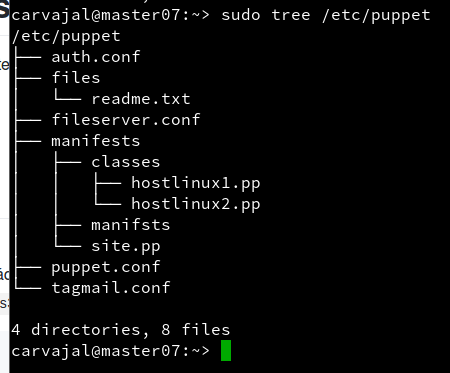 s
carvajal@master07:~> sudo tree /etc/puppet
/etc/puppet
├── auth.conf
├── files
│   └── readme.txt
├── fileserver.conf
├── manifests
│   ├── classes
│   │   ├── hostlinux1.pp
│   │   └── hostlinux2.pp
│   ├── manifsts
│   └── site.pp
├── puppet.conf
└── tagmail.conf
4 directories, 8 files
carvajal@master07:~>